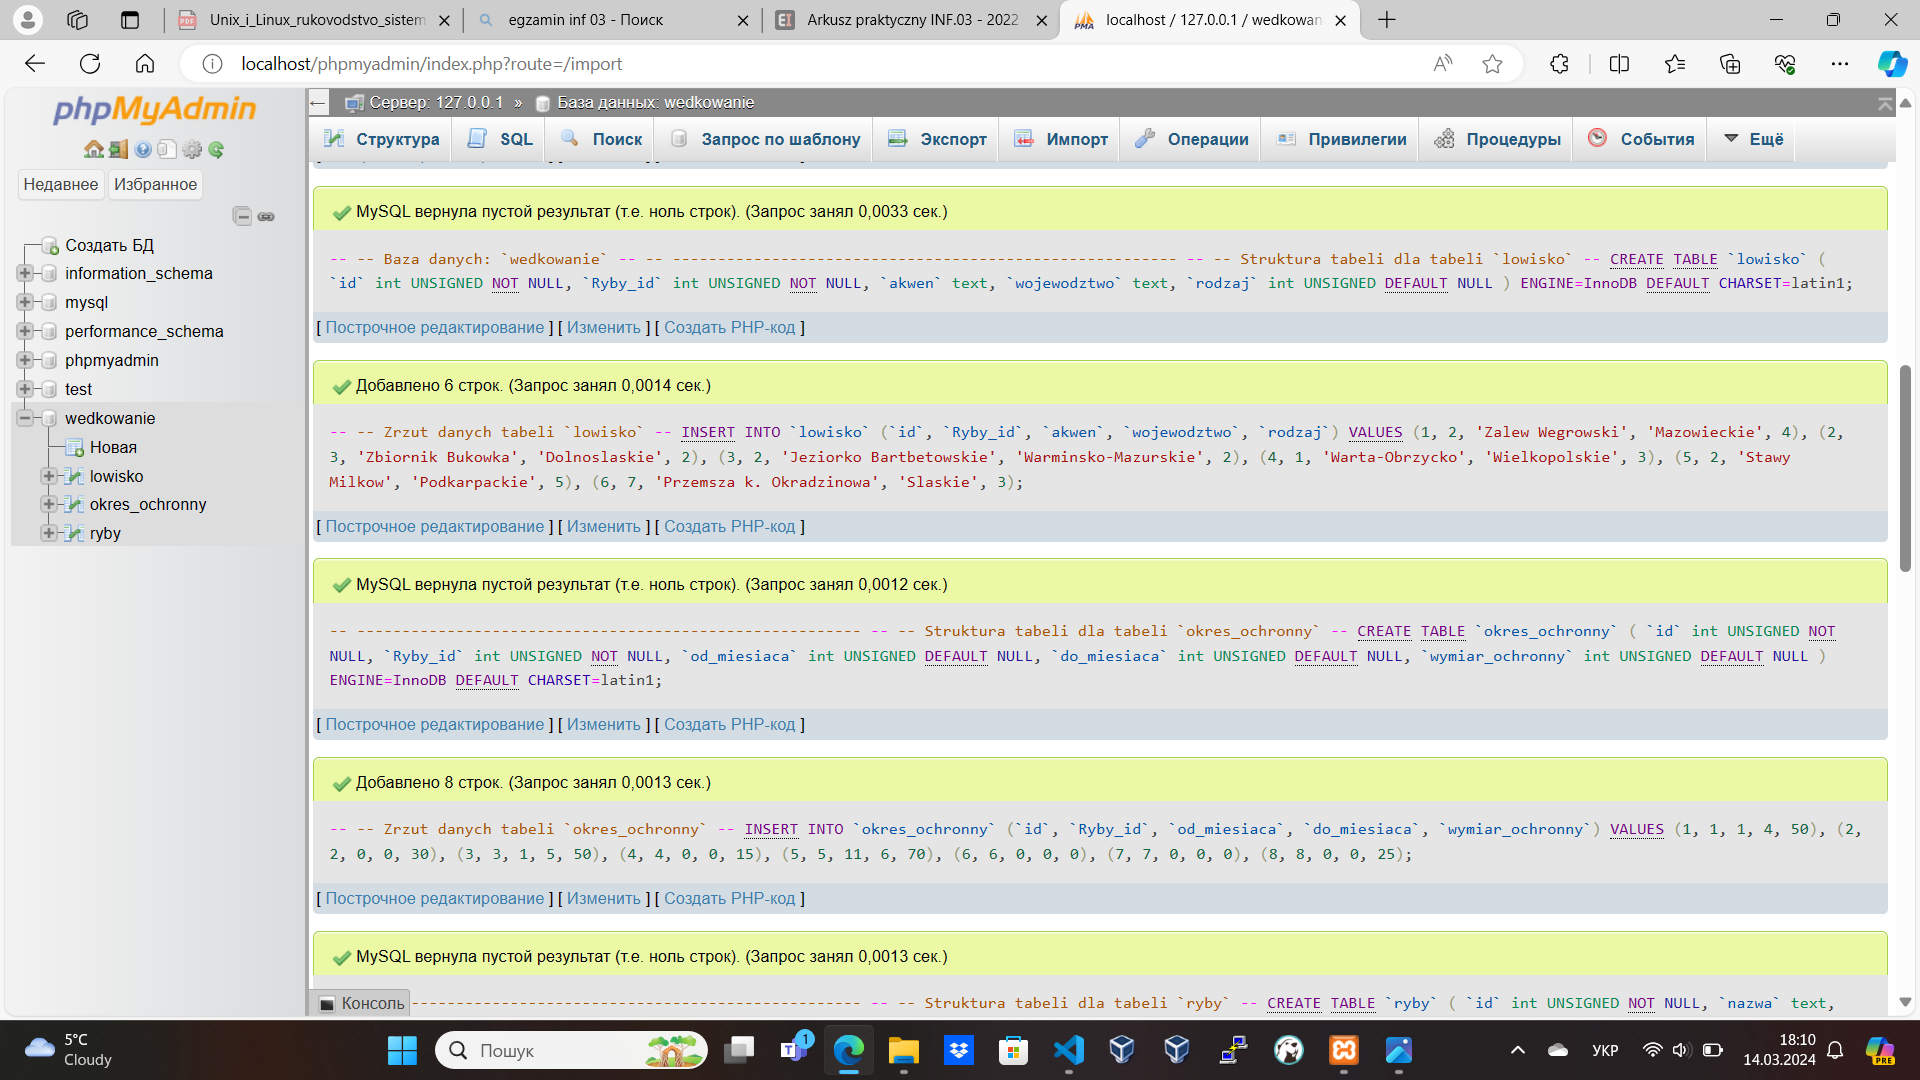 Unix_i_Linux_rukovodstvo_sistem
egzamin inf 03 - Поиск
Arkusz praktyczny INF.03 - 2022
localhost / 127.0.0.1 / wedkowan
localhost/phpmyadmin/index.php?route=/import
phpMyAdmin
Недавнее Избранное
Создать БД
information_schema
mysql
performance_schema
phpmyadmin
test
wedkowanie
Новая
lowisko
okres_ochronny
ryby
Сервер: 127.0.0.1 » База данных: wedkowanie
Структура SQL Поиск Запрос по шаблону Экспорт Импорт Операции Привилегии Процедуры События Ещё
MySQL вернула пустой результат (т.е. ноль строк). (Запрос занял 0,0033 сек.)
-- -- Baza danych: `wedkowanie` -- -- -------------------------------------------------------- -- -- Struktura tabeli dla tabeli `lowisko` -- CREATE TABLE `lowisko` (
`id` int UNSIGNED NOT NULL, `Ryby_id` int UNSIGNED NOT NULL, `akwen` text, `wojewodztwo` text, `rodzaj` int UNSIGNED DEFAULT NULL ) ENGINE=InnoDB DEFAULT CHARSET=latin1;
[ Построчное редактирование ] [ Изменить ] [ Создать PHP-код ]
Добавлено 6 строк. (Запрос занял 0,0014 сек.)
-- -- Zrzut danych tabeli `lowisko` -- INSERT INTO `lowisko` (`id`, `Ryby_id`, `akwen`, `wojewodztwo`, `rodzaj`) VALUES (1, 2, 'Zalew Wegrowski', 'Mazowieckie', 4), (2,
3, 'Zbiornik Bukowka', 'Dolnoslaskie', 2), (3, 2, 'Jeziorko Bartbetowskie', 'Warminsko-Mazurskie', 2), (4, 1, 'Warta-Obrzycko', 'Wielkopolskie', 3), (5, 2, 'Stawy
Milkow', 'Podkarpackie', 5), (6, 7, 'Przemsza k. Okradzinowa', 'Slaskie', 3);
[ Построчное редактирование ] [ Изменить ] [ Создать PHP-код ]
MySQL вернула пустой результат (т.е. ноль строк). (Запрос занял 0,0012 сек.)
-- -------------------------------------------------------- -- -- Struktura tabeli dla tabeli `okres_ochronny` -- CREATE TABLE `okres_ochronny` ( `id` int UNSIGNED NOT
NULL, `Ryby_id` int UNSIGNED NOT NULL, `od_miesiaca` int UNSIGNED DEFAULT NULL, `do_miesiaca` int UNSIGNED DEFAULT NULL, `wymiar_ochronny` int UNSIGNED DEFAULT NULL )
ENGINE=InnoDB DEFAULT CHARSET=latin1;
[ Построчное редактирование ] [ Изменить ] [ Создать PHP-код ]
Добавлено 8 строк. (Запрос занял 0,0013 сек.)
-- -- Zrzut danych tabeli `okres_ochronny` -- INSERT INTO `okres_ochronny` (`id`, `Ryby_id`, `od_miesiaca`, `do_miesiaca`, `wymiar_ochronny`) VALUES (1, 1, 1, 4, 50), (2,
2, 0, 0, 30), (3, 3, 1, 5, 50), (4, 4, 0, 0, 15), (5, 5, 11, 6, 70), (6, 6, 0, 0, 0), (7, 7, 0, 0, 0), (8, 8, 0, 0, 25);
[ Построчное редактирование ] [ Изменить ] [ Создать PHP-код ]
MySQL вернула пустой результат (т.е. ноль строк). (Запрос занял 0,0013 сек.)
-------------------------------------------------- -- -- Struktura tabeli dla tabeli `ryby` -- CREATE TABLE `ryby` ( `id` int UNSIGNED NOT NULL, `nazwa` text,
Консоль
5°C
Cloudy
Пошук
1
УКР
18:10
14.03.2024
PRE